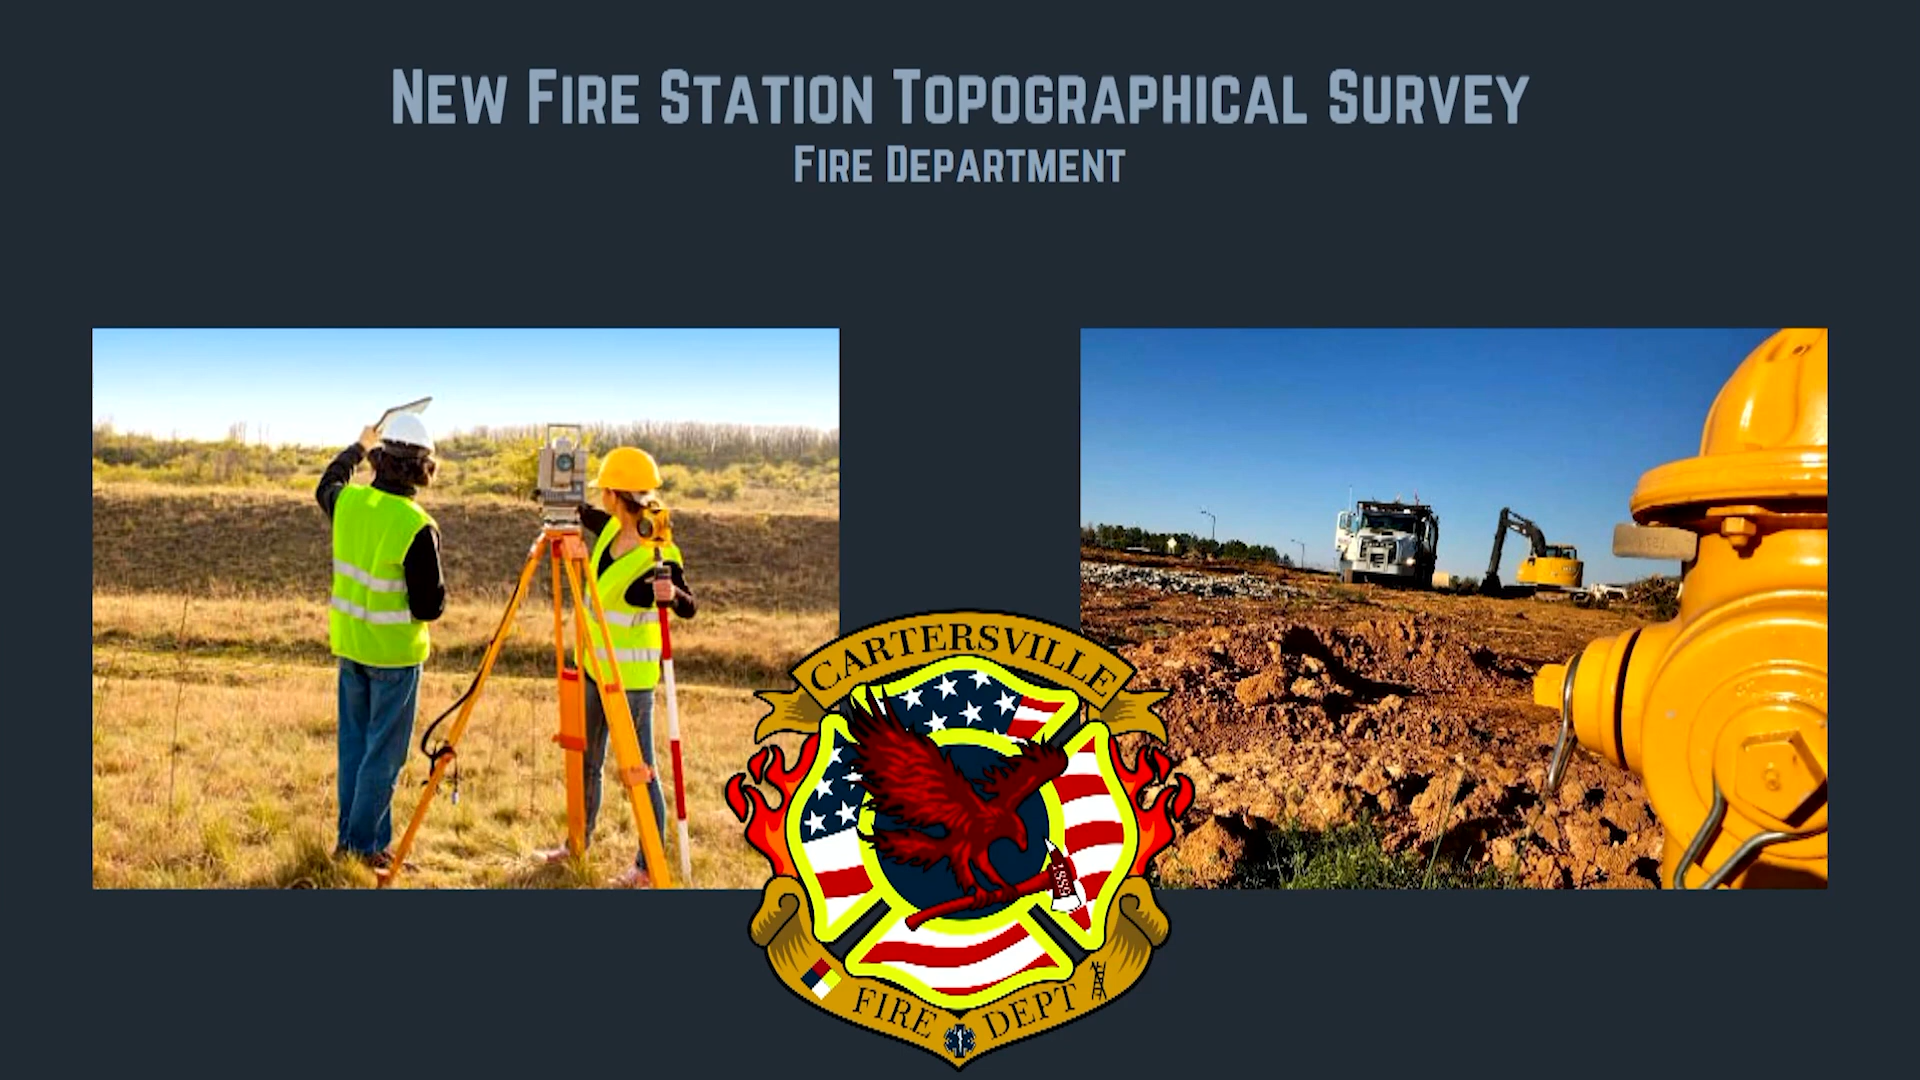 New Fire Station Topographical Survey
Fire Department
CARTERSVILLE
FIRE DEPT